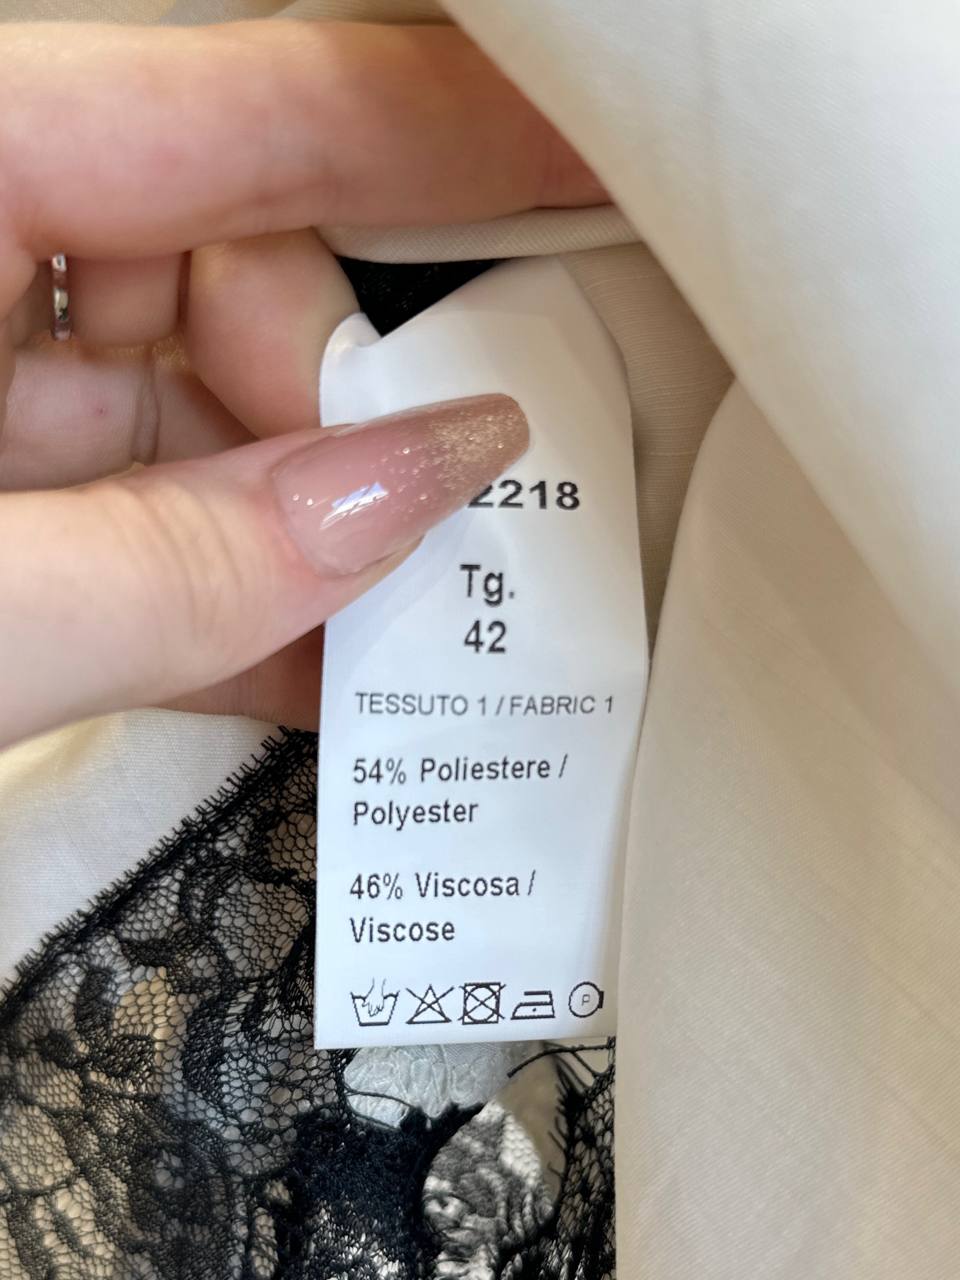 2218
Tg.
42
TESSUTO 1 / FABRIC 1
54% Poliestere /
Polyester
46% Viscosa /
Viscose
P